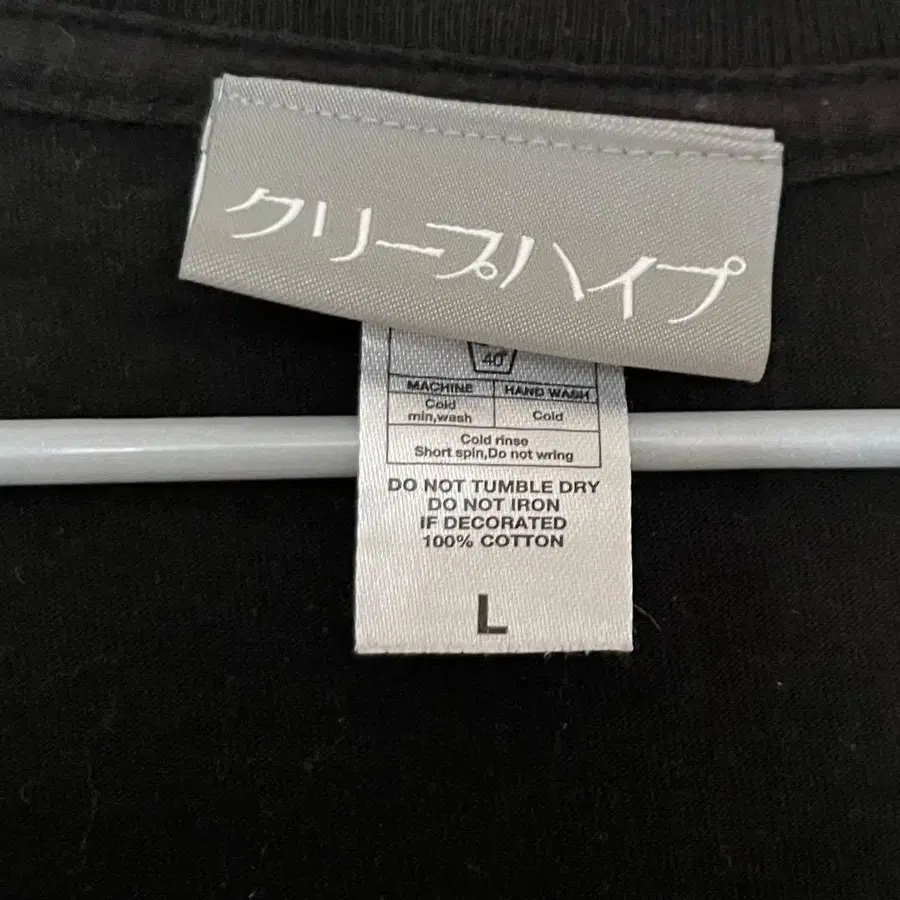 クリープハイプ
40
MACHINE HAND WASH
Cold Cold
min,wash
Cold rinse
Short spin,Do not wring
DO NOT TUMBLE DRY
DO NOT IRON
IF DECORATED
100% COTTON
L